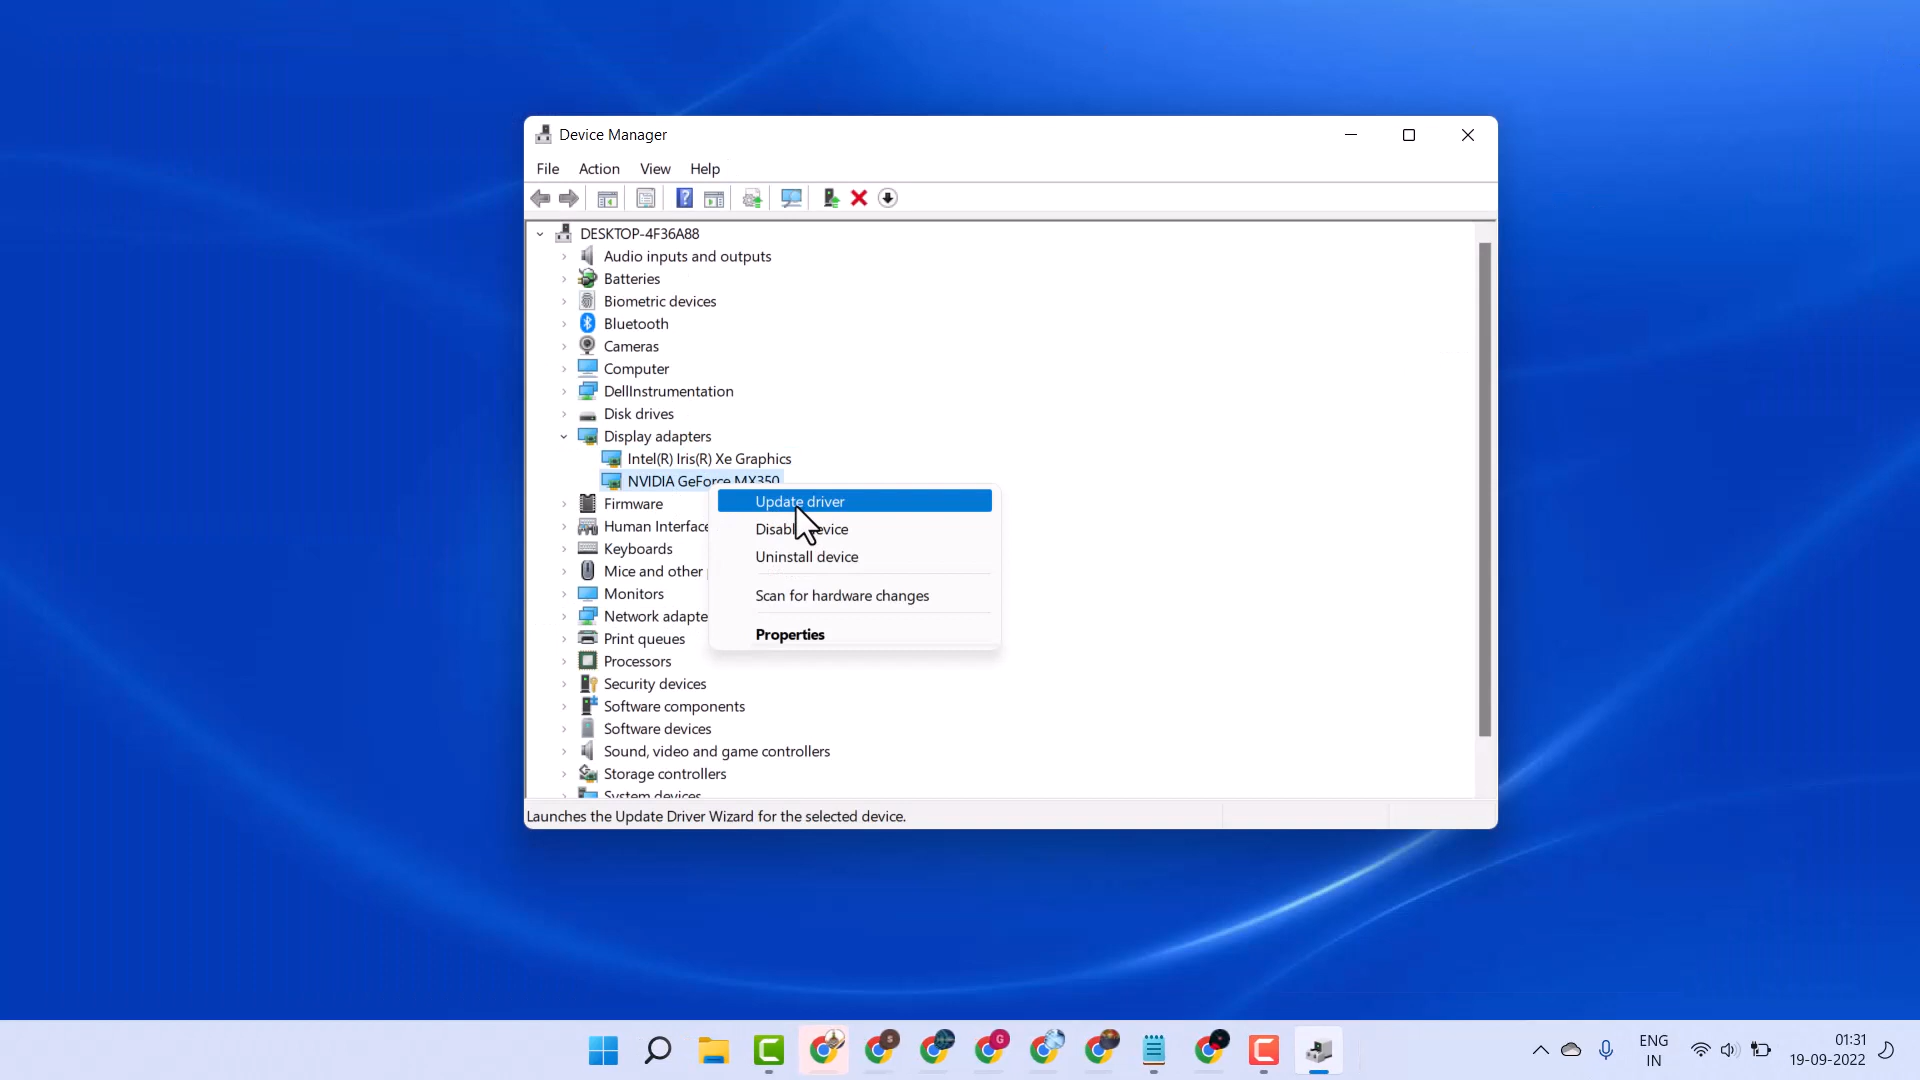 Device Manager
File Action View Help
DESKTOP-4F36A88
Audio inputs and outputs
Batteries
Biometric devices
Bluetooth
Cameras
Computer
DellInstrumentation
Disk drives
Display adapters
Intel(R) Iris(R) Xe Graphics
NVIDIA GeForce MX350
Update driver
Firmware
Human Interface
Disable device
Keyboards
Uninstall device
Mice and other
Monitors
Scan for hardware changes
Network adapte
Print queues
Properties
Processors
Security devices
Software components
Software devices
Sound, video and game controllers
Storage controllers
System devices
Launches the Update Driver Wizard for the selected device.
ENG
IN
01:31
19-09-2022